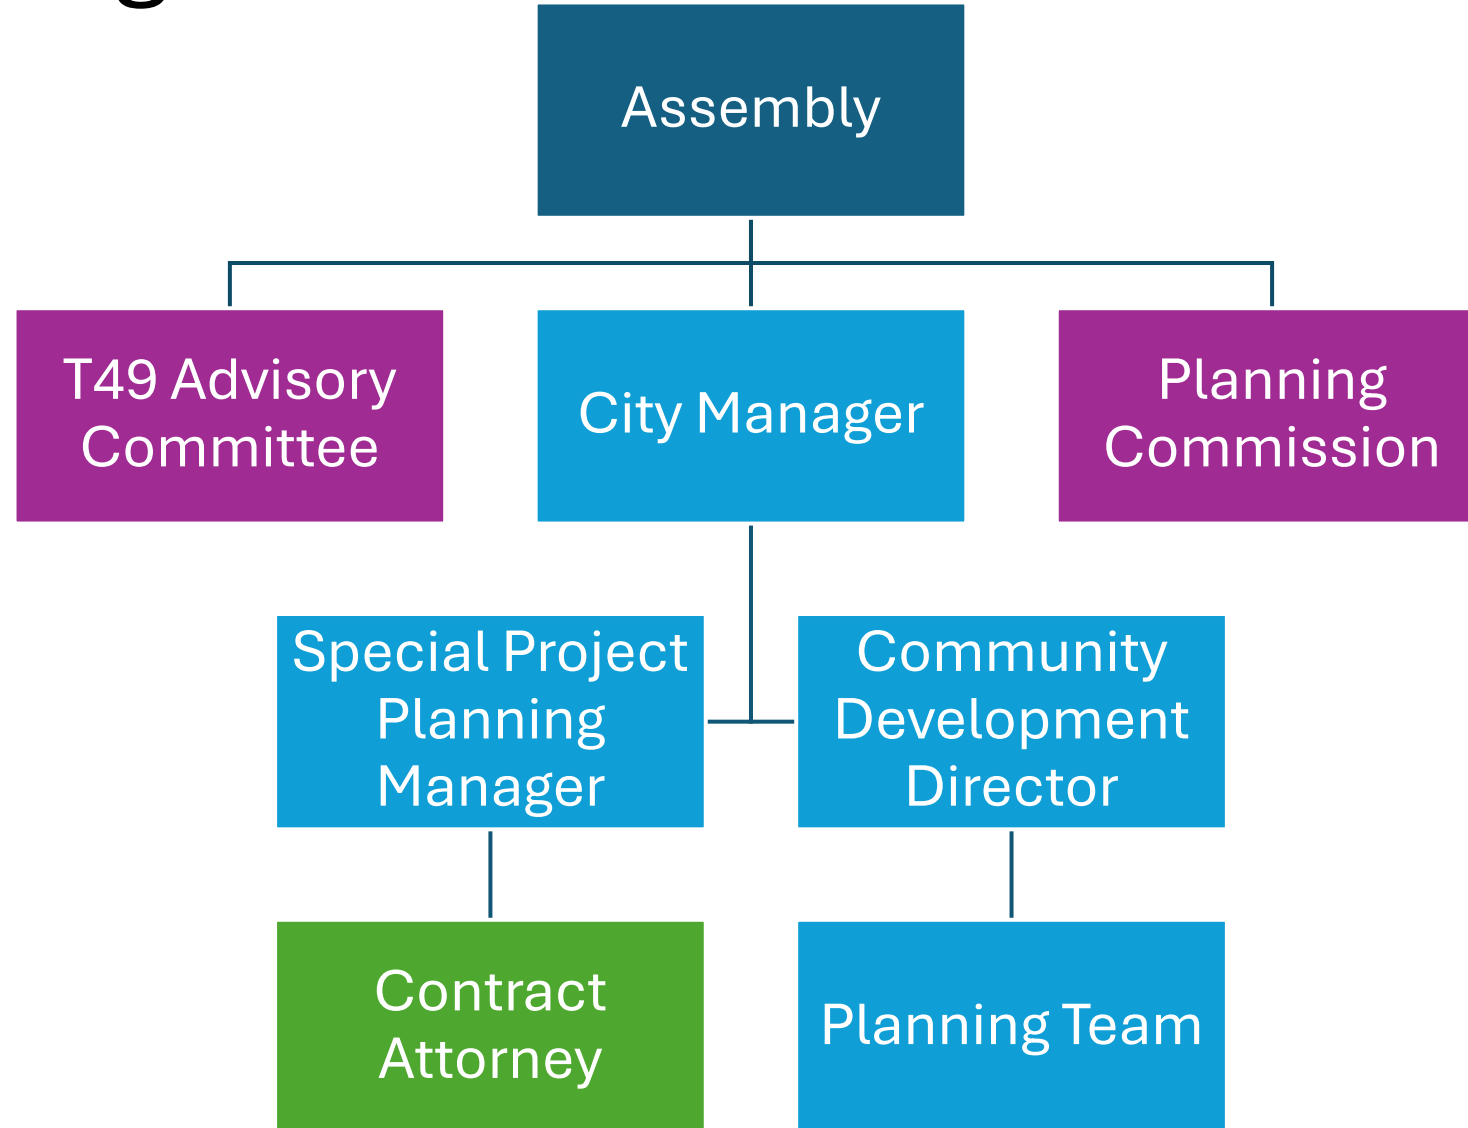 Assembly
T49 Advisory
Committee
City Manager
Planning
Commission
Special Project
Planning
Manager
Community
Development
Director
Contract
Attorney
Planning Team